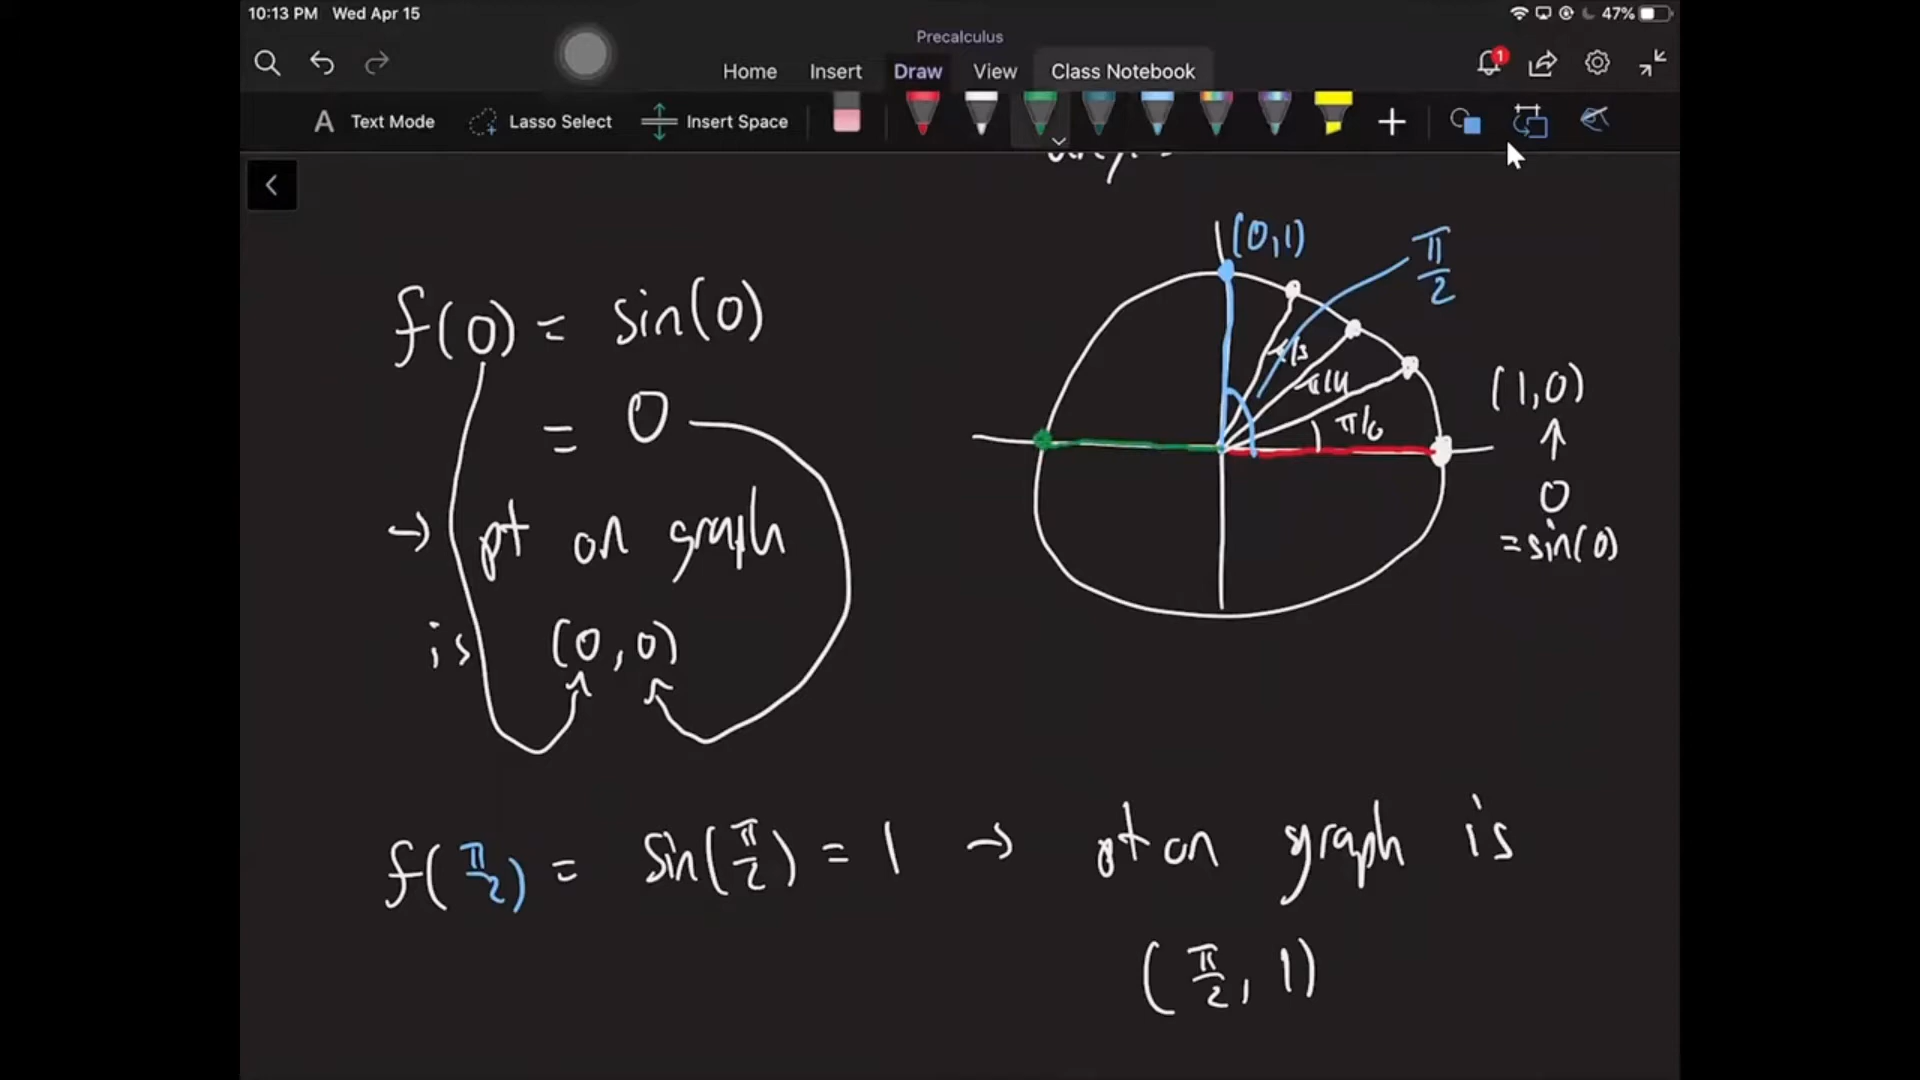 10:13 PM Wed Apr 15
47%
Precalculus
Home Insert Draw View Class Notebook
1
A Text Mode Lasso Select Insert Space
(0,1)
π/2
f(0) = sin(0)
π/3
π/4
π/6
(1,0)
↑
0
=sin(0)
= 0
→ pt on graph
is (0,0)
f(π/2) = sin(π/2) = 1 → pt on graph is
(π/2, 1)